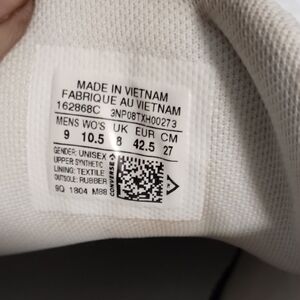 MADE IN VIETNAM
FABRIQUE AU VIETNAM
162868C 3NP08TXH00273
MENS WO'S UK EUR CM
9 10.5 8 42.5 27
GENDER: UNISEX
UPPER: SYNTHETIC
LINING: TEXTILE
OUTSOLE: RUBBER
9Q 1804 M88
CONVERSE